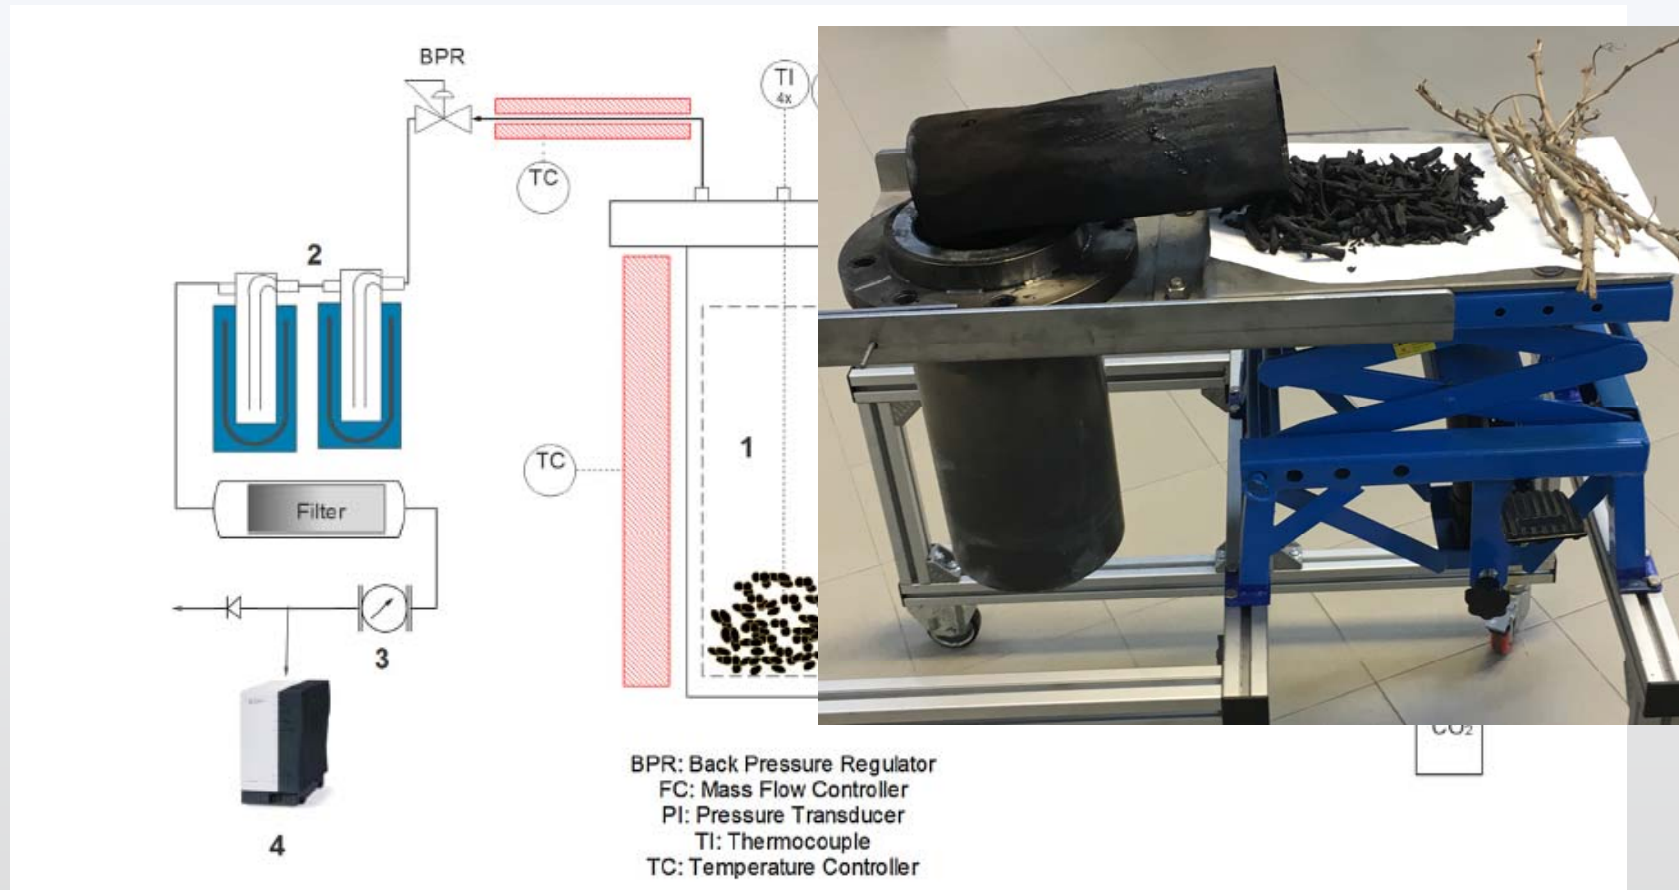 BPR
TI
4x
TC
2
TC
1
Filter
3
4
CO₂
BPR: Back Pressure Regulator
FC: Mass Flow Controller
PI: Pressure Transducer
TI: Thermocouple
TC: Temperature Controller